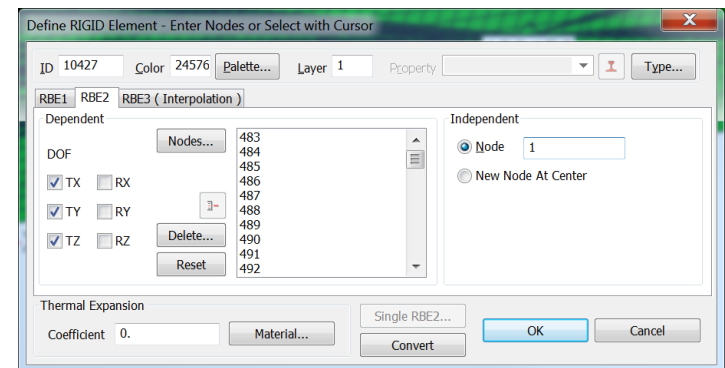 Define RIGID Element - Enter Nodes or Select with Cursor
ID 10427 Color 24576 Palette... Layer 1 Property Type...
RBE1 RBE2 RBE3 ( Interpolation )
Dependent
DOF
TX RX
TY RY
TZ RZ
Nodes...
Delete...
Reset
483
484
485
486
487
488
489
490
491
492
Independent
Node 1
New Node At Center
Thermal Expansion
Coefficient 0. Material...
Single RBE2...
Convert
OK Cancel